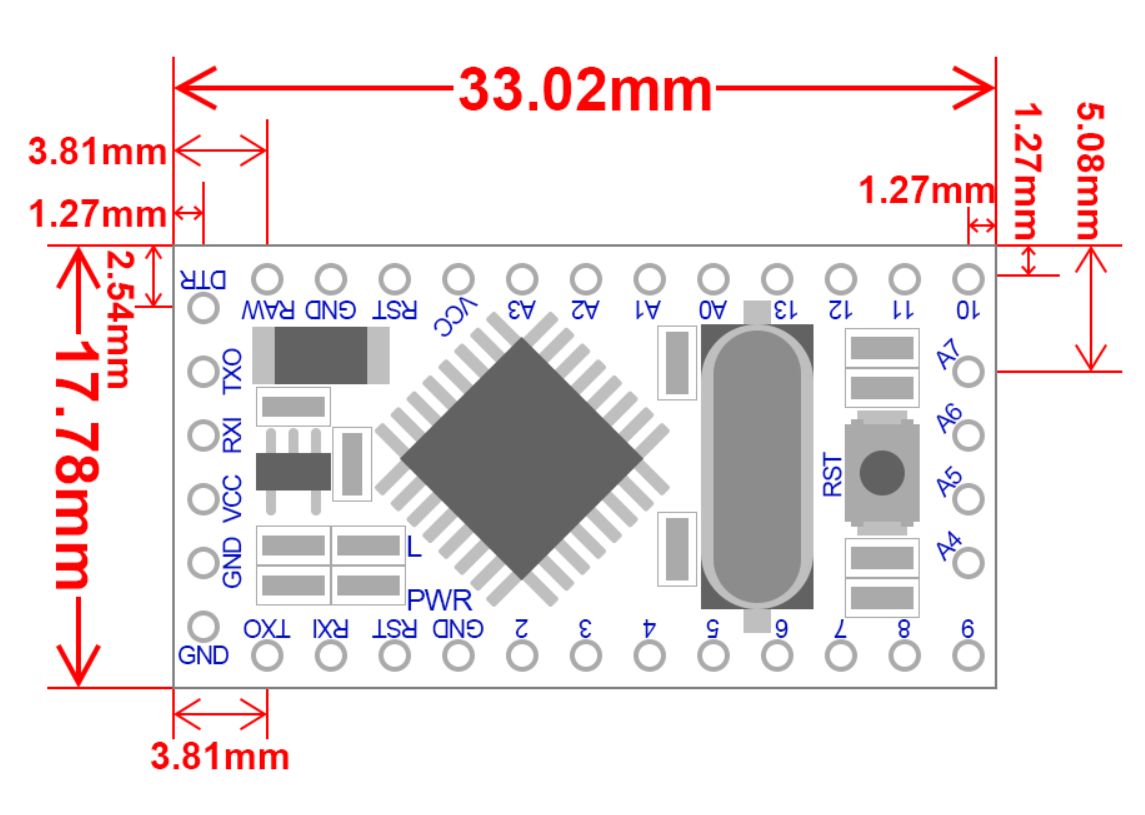 33.02mm
3.81mm
1.27mm
1.27mm
1.27mm
5.08mm
2.54mm
17.78mm
DTR
RAW
GND
RST
VCC
A3
A2
A1
A0
13
12
11
10
TXO
RXI
VCC
GND
GND
L
PWR
RST
A7
A6
A5
A4
TXO
RXI
RST
GND
2
3
4
5
6
7
8
9
3.81mm